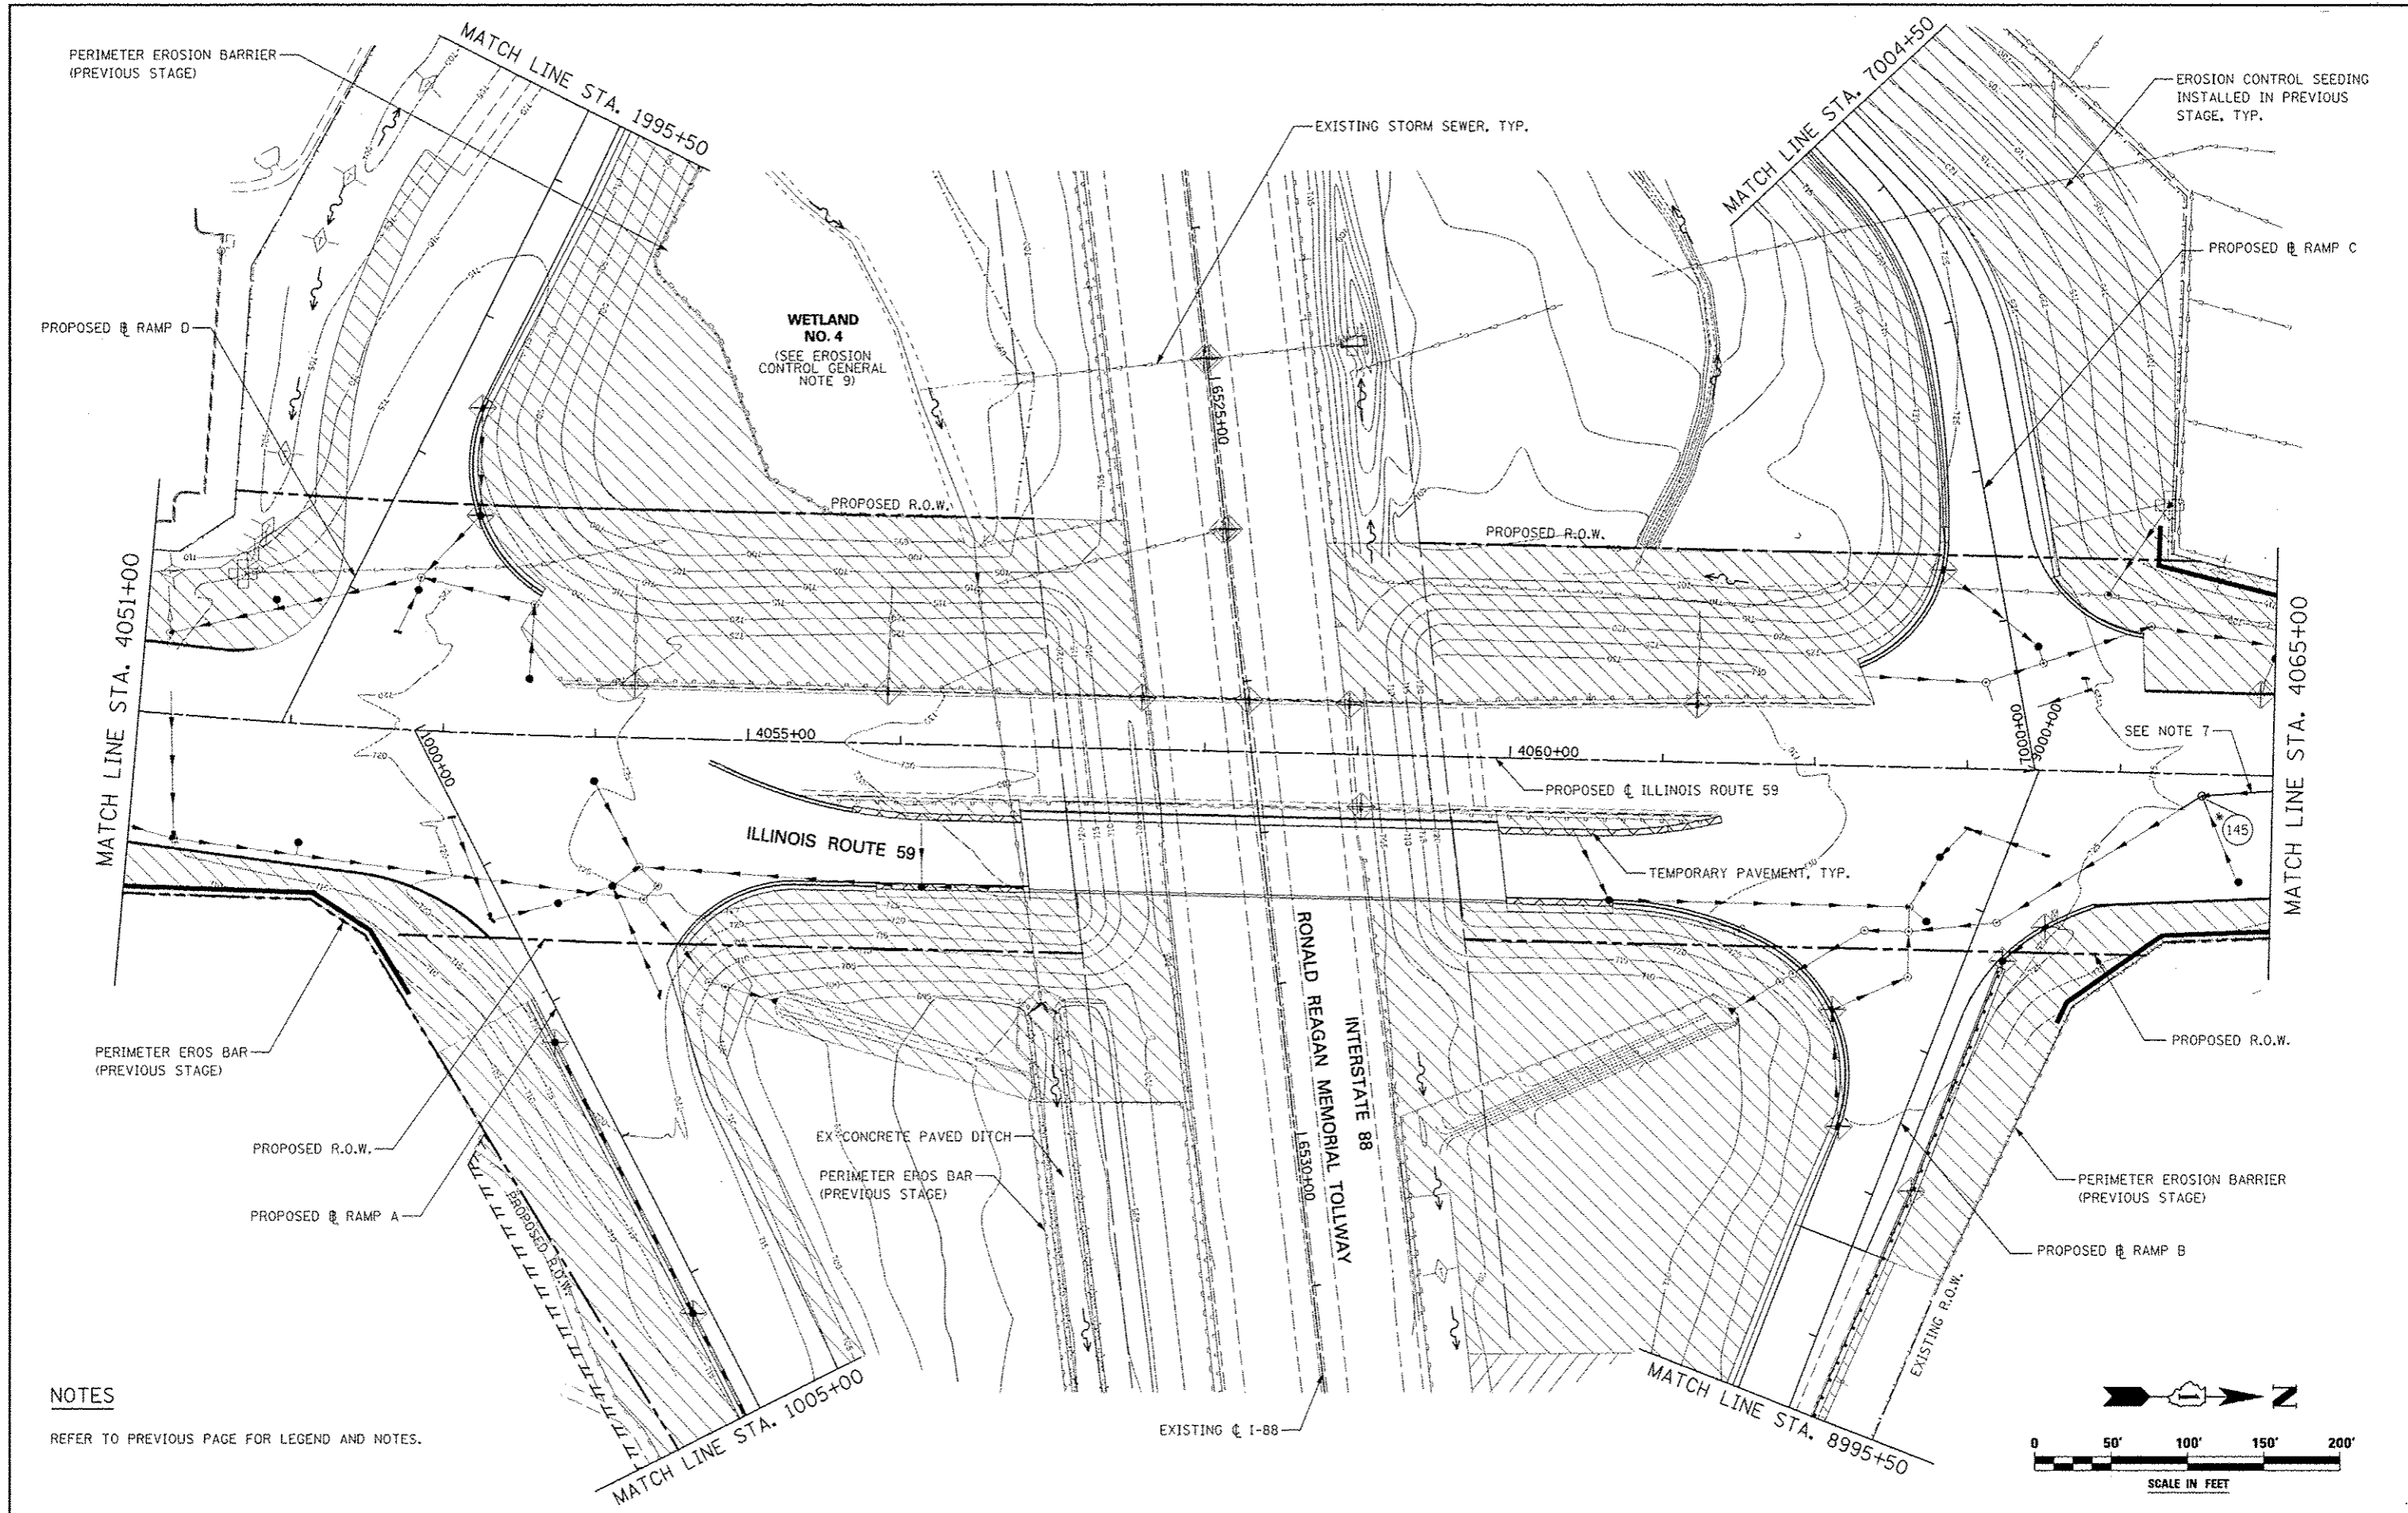 PERIMETER EROSION BARRIER
(PREVIOUS STAGE)
MATCH LINE STA. 1995+50
EXISTING STORM SEWER, TYP.
MATCH LINE STA. 7004+50
EROSION CONTROL SEEDING
INSTALLED IN PREVIOUS
STAGE, TYP.
PROPOSED ℄ RAMP C
PROPOSED ℄ RAMP D
WETLAND
NO. 4
(SEE EROSION
CONTROL GENERAL
NOTE 9)
6525+00
PROPOSED R.O.W.
PROPOSED R.O.W.
MATCH LINE STA. 4051+00
MATCH LINE STA. 4065+00
1000+00
4055+00
4060+00
9000+00
SEE NOTE 7
PROPOSED ℄ ILLINOIS ROUTE 59
*
145
ILLINOIS ROUTE 59
TEMPORARY PAVEMENT, TYP.
RONALD REAGAN MEMORIAL TOLLWAY
INTERSTATE 88
6530+00
PERIMETER EROS BAR
(PREVIOUS STAGE)
PROPOSED R.O.W.
PROPOSED R.O.W.
EX CONCRETE PAVED DITCH
PERIMETER EROS BAR
(PREVIOUS STAGE)
PERIMETER EROSION BARRIER
(PREVIOUS STAGE)
PROPOSED ℄ RAMP A
PROPOSED R.O.W.
PROPOSED ℄ RAMP B
EXISTING R.O.W.
MATCH LINE STA. 1005+00
EXISTING ℄ I-88
MATCH LINE STA. 8995+50
NOTES
REFER TO PREVIOUS PAGE FOR LEGEND AND NOTES.
N
0 50' 100' 150' 200'
SCALE IN FEET